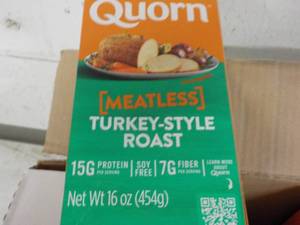 Quorn
[MEATLESS]
TURKEY-STYLE
ROAST
15G PROTEIN PER SERVING | SOY FREE | 7G FIBER PER SERVING | LEARN MORE ABOUT Quorn
Net Wt 16 oz (454g)